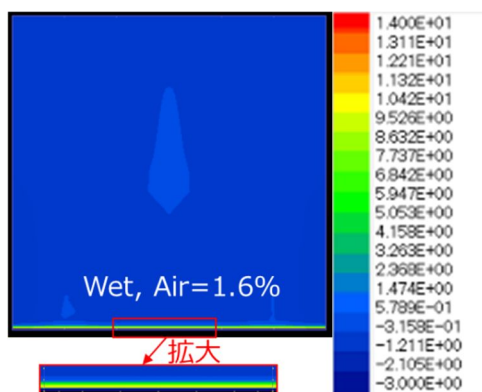 1.400E+01
1.311E+01
1.221E+01
1.132E+01
1.042E+01
9.526E+00
8.632E+00
7.737E+00
6.842E+00
5.947E+00
5.053E+00
4.158E+00
3.263E+00
2.368E+00
1.474E+00
5.789E-01
-3.158E-01
-1.211E+00
-2.105E+00
-3.000E+00
Wet, Air=1.6%
拡大